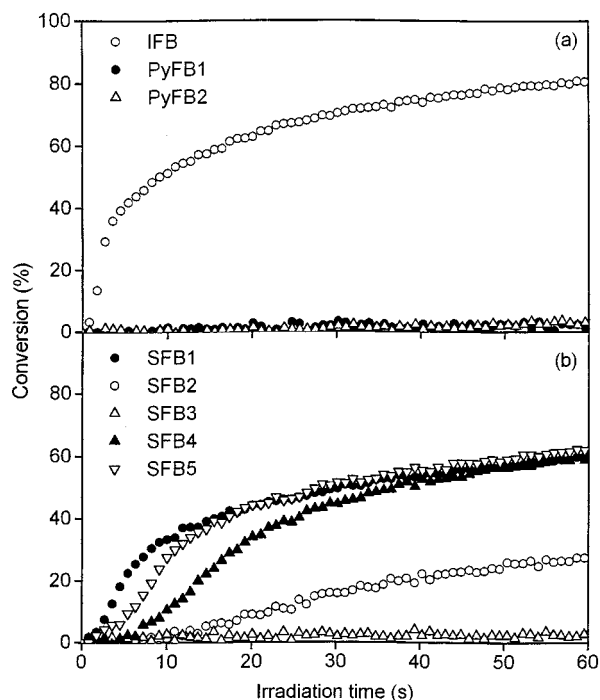 100
80
60
40
20
0
IFB
PyFB1
PyFB2
(a)
Conversion (%)
80
60
40
20
0
SFB1
SFB2
SFB3
SFB4
SFB5
(b)
0 10 20 30 40 50 60
Irradiation time (s)